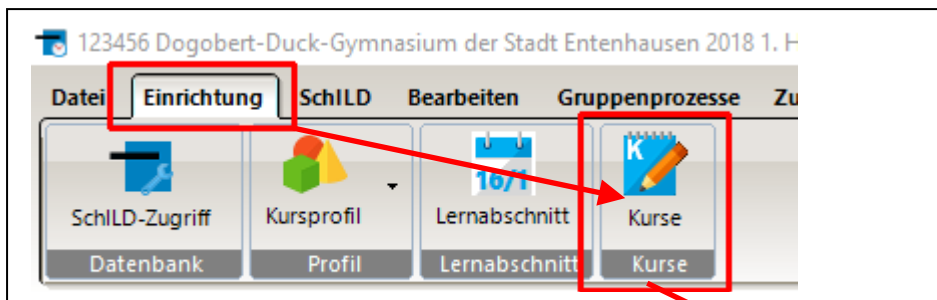 123456 Dogobert-Duck-Gymnasium der Stadt Entenhausen 2018 1. H
Datei Einrichtung SchILD Bearbeiten Gruppenprozesse Zu
16/1 K
SchILD-Zugriff Kursprofil Lernabschnitt Kurse
Datenbank Profil Lernabschnitt Kurse